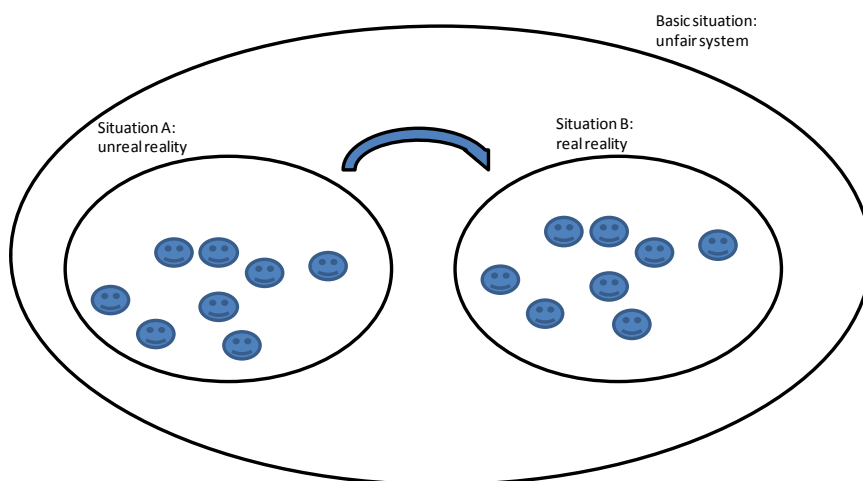 Basic situation:
unfair system
Situation A:
unreal reality
Situation B:
real reality